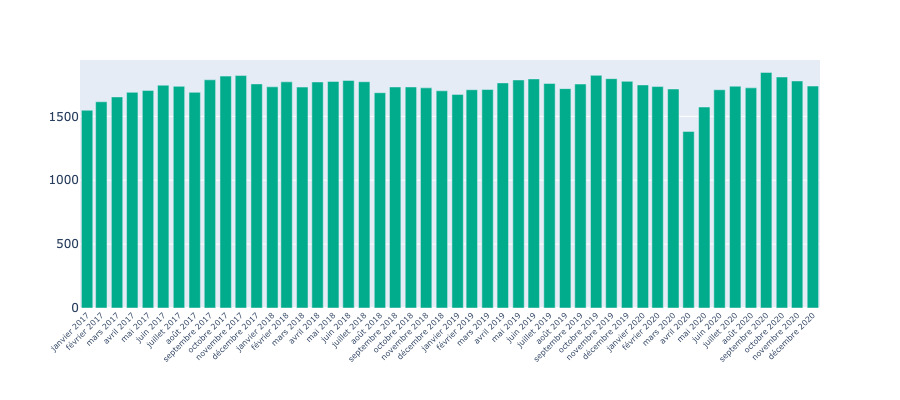 1500
1000
500
0
janvier 2017
février 2017
mars 2017
avril 2017
mai 2017
juin 2017
juillet 2017
août 2017
septembre 2017
octobre 2017
novembre 2017
décembre 2017
janvier 2018
février 2018
mars 2018
avril 2018
mai 2018
juin 2018
juillet 2018
août 2018
septembre 2018
octobre 2018
novembre 2018
décembre 2018
janvier 2019
février 2019
mars 2019
avril 2019
mai 2019
juin 2019
juillet 2019
août 2019
septembre 2019
octobre 2019
novembre 2019
décembre 2019
janvier 2020
février 2020
mars 2020
avril 2020
mai 2020
juin 2020
juillet 2020
août 2020
septembre 2020
octobre 2020
novembre 2020
décembre 2020